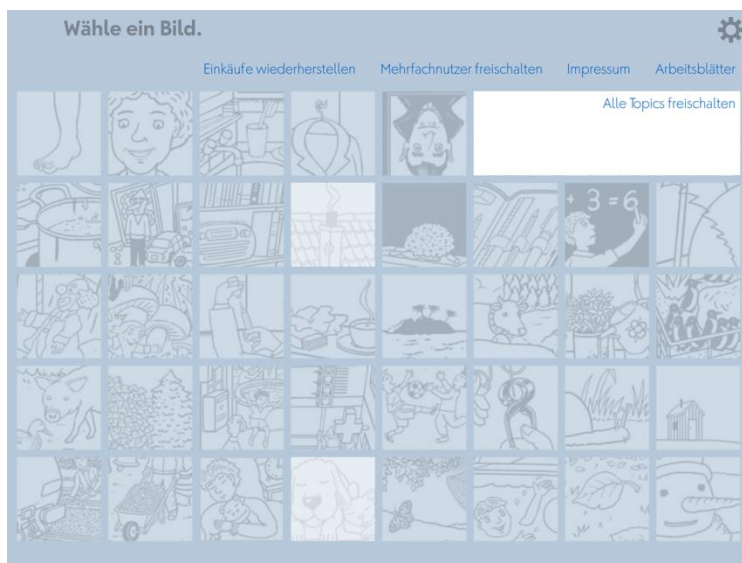 Wähle ein Bild.
Einkäufe wiederherstellen Mehrfachnutzer freischalten Impressum Arbeitsblätter
Alle Topics freischalten
+ 3 = 6